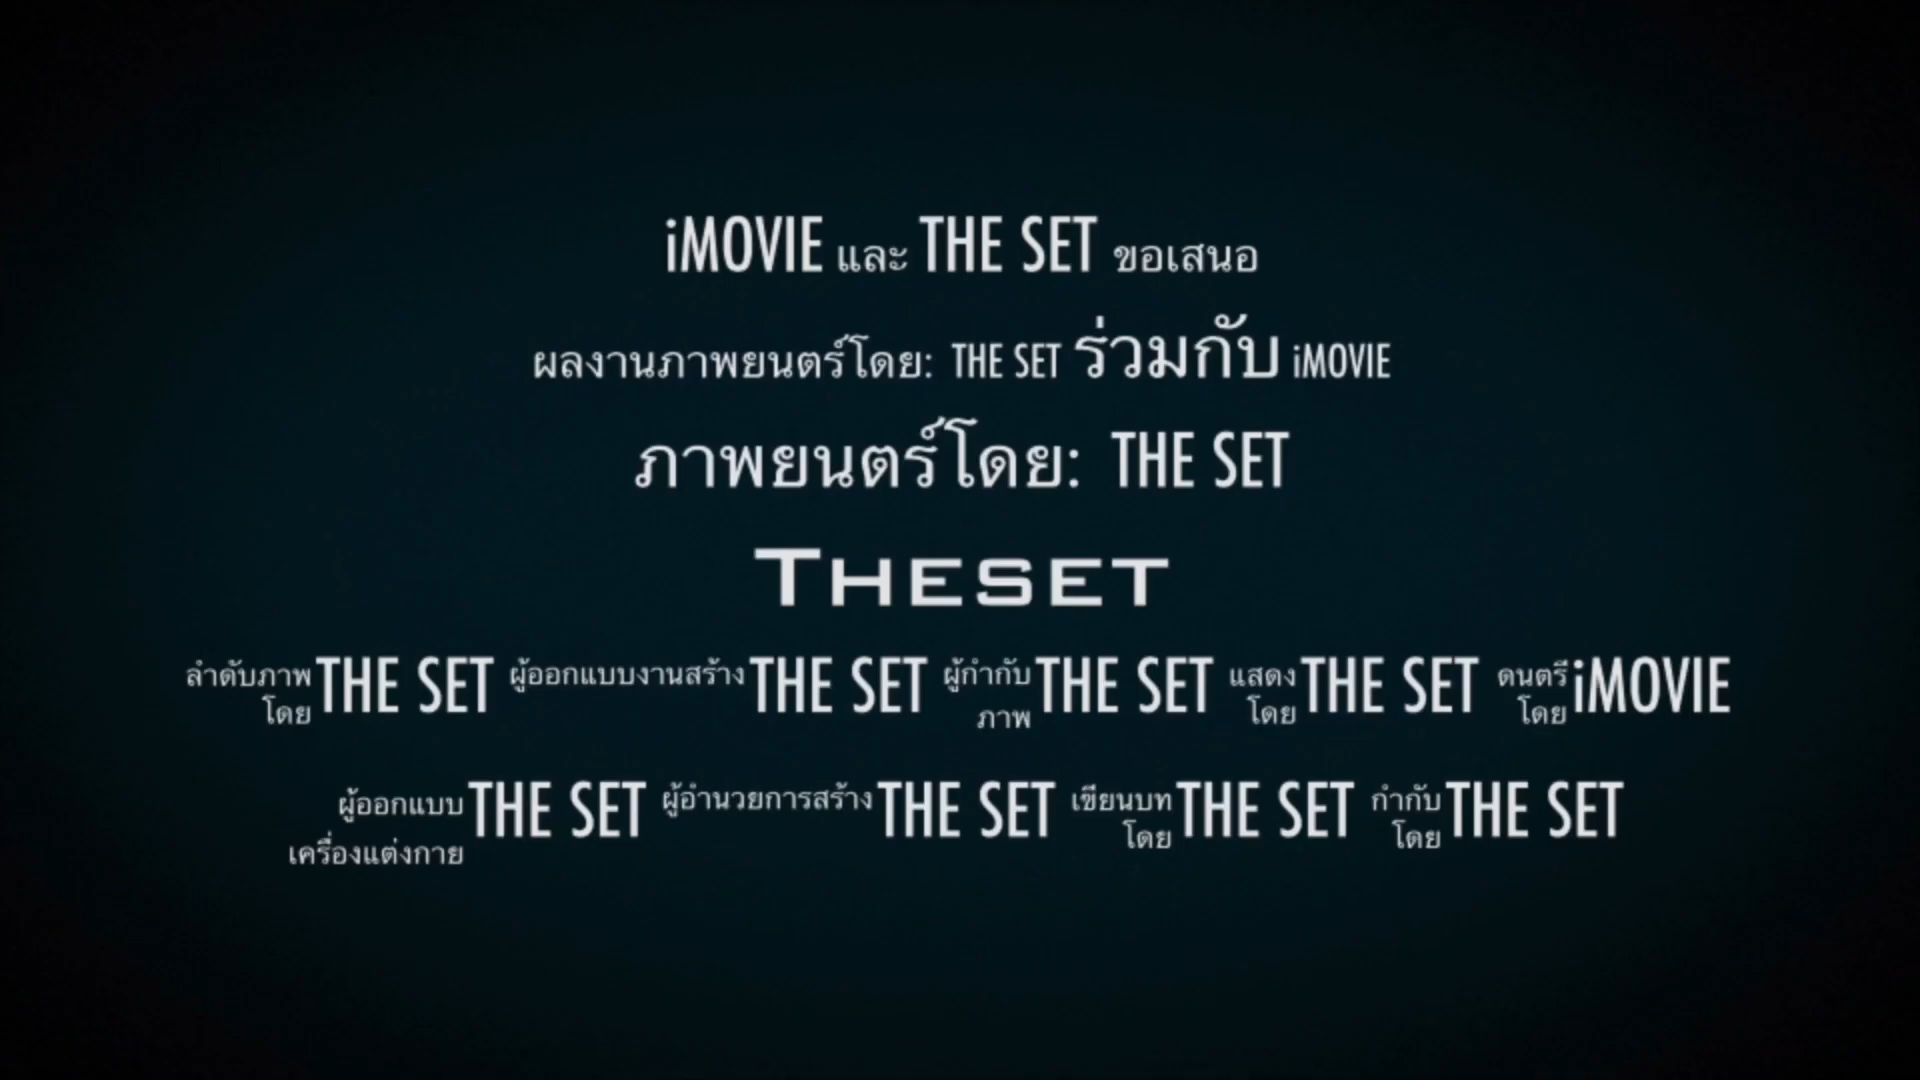 iMOVIE และ THE SET ขอเสนอ
ผลงานภาพยนตร์โดย: THE SET ร่วมกับ iMOVIE
ภาพยนตร์โดย: THE SET
THESET
ลำดับภาพโดย THE SET ผู้ออกแบบงานสร้าง THE SET ผู้กำกับภาพ THE SET แสดงโดย THE SET ดนตรีโดย iMOVIE
ผู้ออกแบบเครื่องแต่งกาย THE SET ผู้อำนวยการสร้าง THE SET เขียนบทโดย THE SET กำกับโดย THE SET